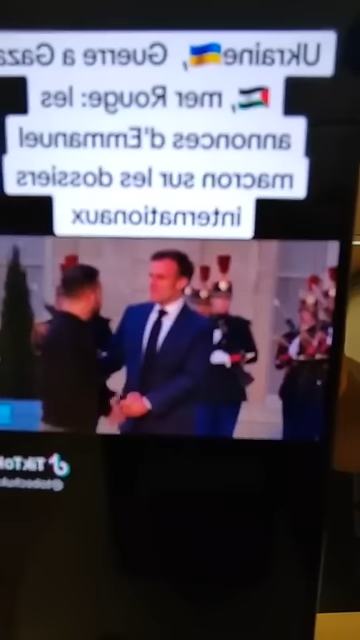 Ukraine🇺🇦, Guerre a Gaza
🇵🇸, mer Rouge: les
annonces d'Emmanuel
macron sur les dossiers
internationaux
TikTok